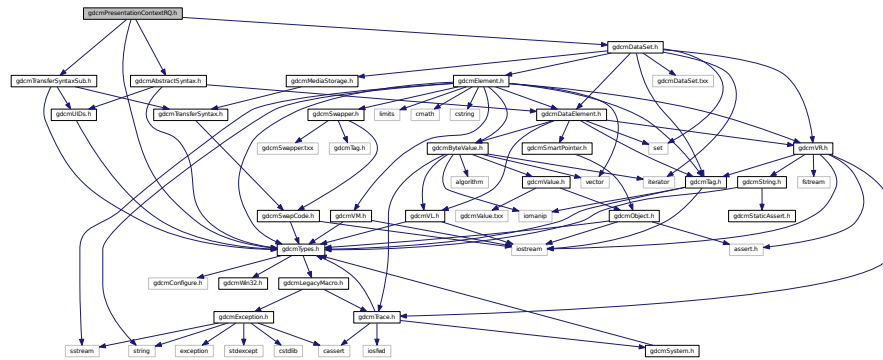 gdcmPresentationContextRQ.h
gdcmDataSet.h
gdcmTransferSyntaxSub.h
gdcmAbstractSyntax.h
gdcmMediaStorage.h
gdcmElement.h
gdcmDataSet.txx
gdcmUIDs.h
gdcmTransferSyntax.h
gdcmSwapper.h
limits
cmath
cstring
gdcmDataElement.h
gdcmSwapper.txx
gdcmTag.h
gdcmByteValue.h
gdcmSmartPointer.h
set
gdcmVR.h
algorithm
gdcmValue.h
vector
iterator
gdcmTag.h
gdcmString.h
fstream
gdcmSwapCode.h
gdcmVM.h
gdcmVL.h
gdcmValue.txx
iomanip
gdcmObject.h
gdcmStaticAssert.h
gdcmTypes.h
iostream
assert.h
gdcmConfigure.h
gdcmWin32.h
gdcmLegacyMacro.h
gdcmException.h
gdcmTrace.h
sstream
string
exception
stdexcept
cstdlib
cassert
iosfwd
gdcmSystem.h